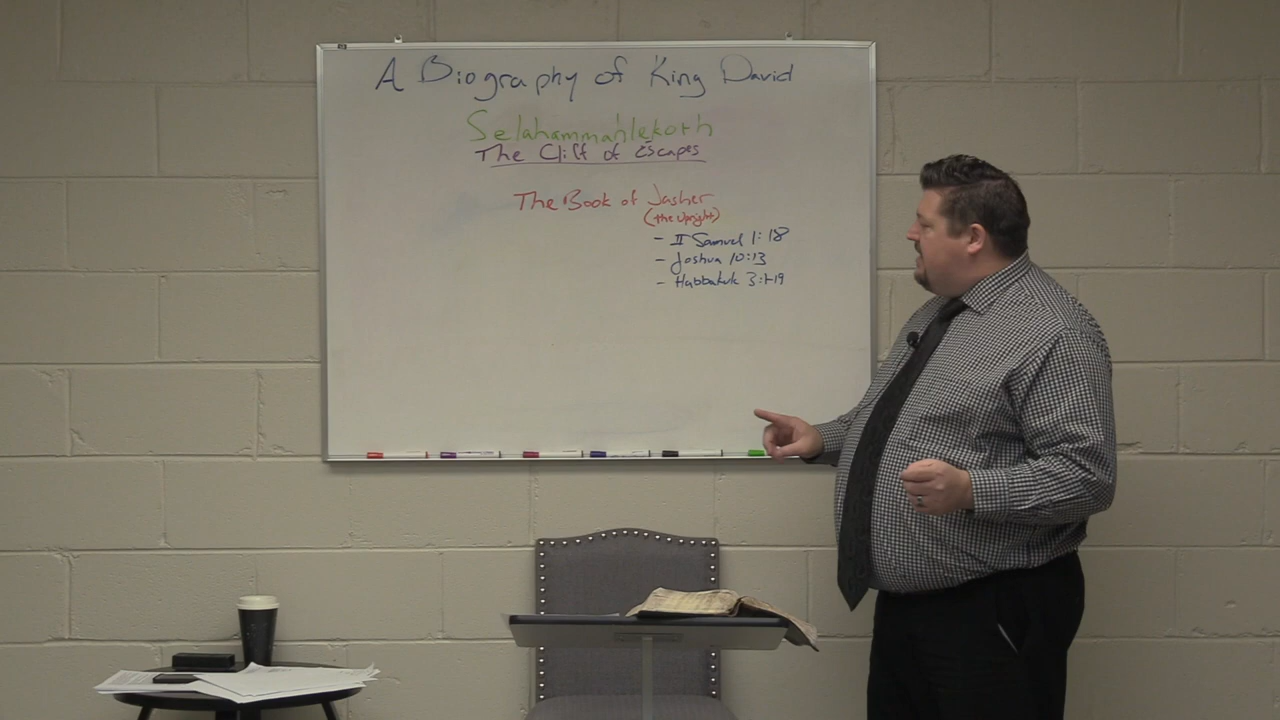 A Biography of King David
Selahammahlekoth
The Cliff of Escapes
The Book of Jasher
(the Upright)
- II Samuel 1:18
- Joshua 10:13
- Habbakuk 3:1-19